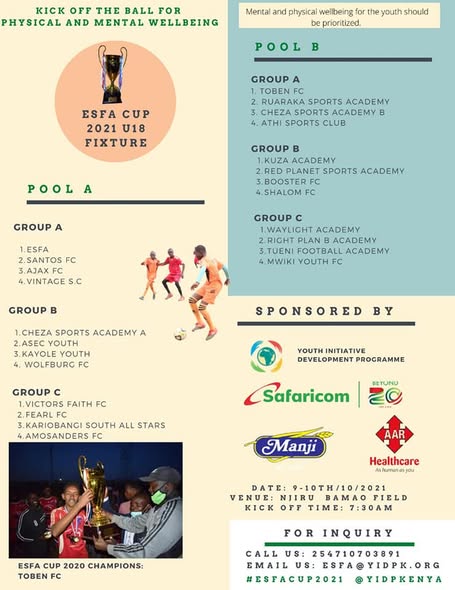 KICK OFF THE BALL FOR
PHYSICAL AND MENTAL WELLBEING
ESFA CUP
2021 U18
FIXTURE
POOL A
GROUP A
1.ESFA
2.SANTOS FC
3.AJAX FC
4.VINTAGE S.C
GROUP B
1.CHEZA SPORTS ACADEMY A
2.ASEC YOUTH
3.KAYOLE YOUTH
4. WOLFBURG FC
GROUP C
1.VICTORS FAITH FC
2.FEARL FC
3.KARIOBANGI SOUTH ALL STARS
4.AMOSANDERS FC
ESFA CUP 2020 CHAMPIONS:
TOBEN FC
Mental and physical wellbeing for the youth should
be prioritized.
POOL B
GROUP A
1. TOBEN FC
2. RUARAKA SPORTS ACADEMY
3. CHEZA SPORTS ACADEMY B
4. ATHI SPORTS CLUB
GROUP B
1.KUZA ACADEMY
2.RED PLANET SPORTS ACADEMY
3.BOOSTER FC
4.SHALOM FC
GROUP C
1.WAYLIGHT ACADEMY
2.RIGHT PLAN B ACADEMY
3.TUENI FOOTBALL ACADEMY
4.MWIKI YOUTH FC
SPONSORED BY
YOUTH INITIATIVE
DEVELOPMENT PROGRAMME
Safaricom
20
Manji
AAR
Healthcare
As human as you
DATE: 9-10TH/10/2021
VENUE: NJIRU BAMAO FIELD
KICK OFF TIME: 7:30AM
FOR INQUIRY
CALL US: 254710703891
EMAIL US: ESFA@YIDPK.ORG
#ESFACUP2021 @YIDPKENYA